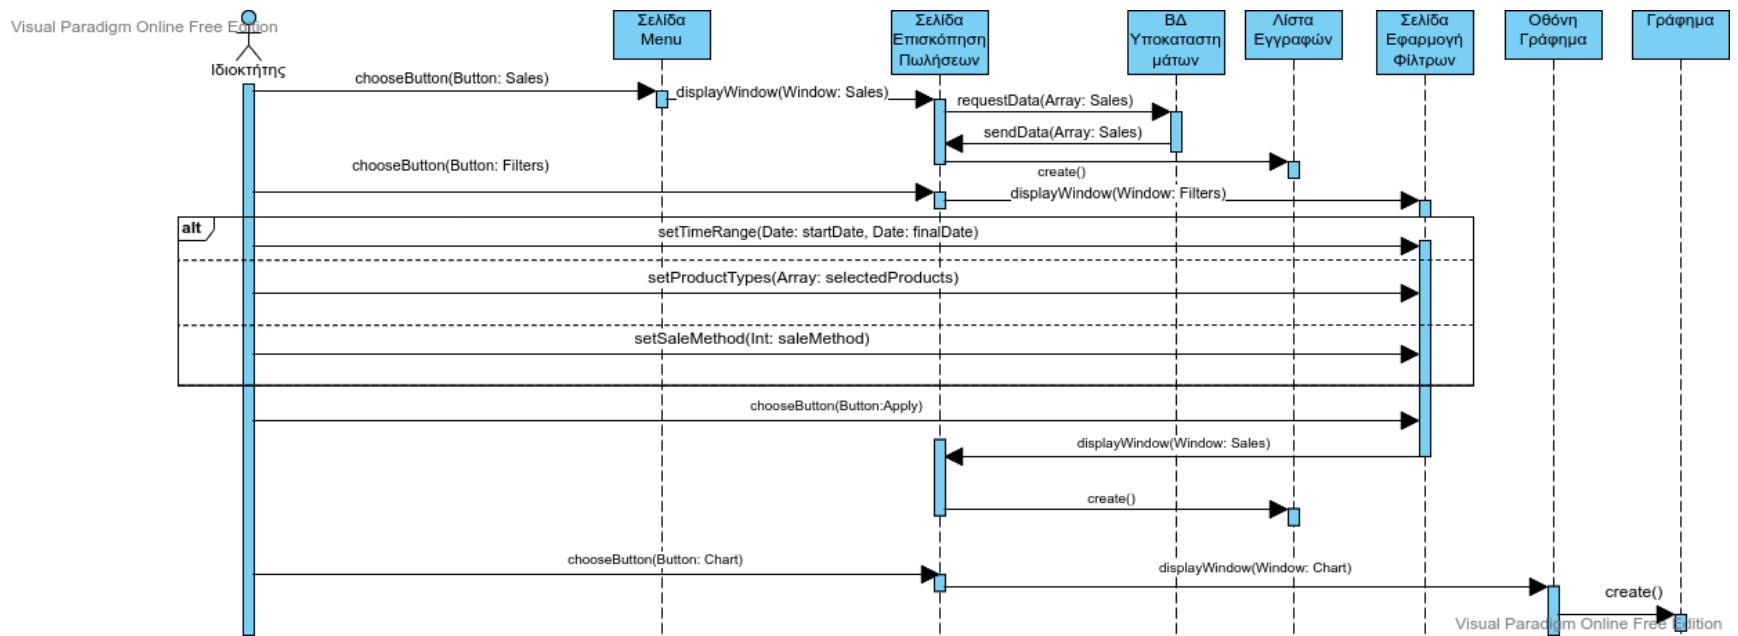 Visual Paradigm Online Free Edition
Ιδιοκτήτης
Σελίδα
Menu
Σελίδα
Επισκόπηση
Πωλήσεων
ΒΔ
Υποκαταστη
μάτων
Λίστα
Εγγραφών
Σελίδα
Εφαρμογή
Φίλτρων
Οθόνη
Γράφημα
Γράφημα
chooseButton(Button: Sales)
displayWindow(Window: Sales)
requestData(Array: Sales)
sendData(Array: Sales)
create()
chooseButton(Button: Filters)
displayWindow(Window: Filters)
alt
setTimeRange(Date: startDate, Date: finalDate)
setProductTypes(Array: selectedProducts)
setSaleMethod(Int: saleMethod)
chooseButton(Button:Apply)
displayWindow(Window: Sales)
create()
chooseButton(Button: Chart)
displayWindow(Window: Chart)
create()
Visual Paradigm Online Free Edition